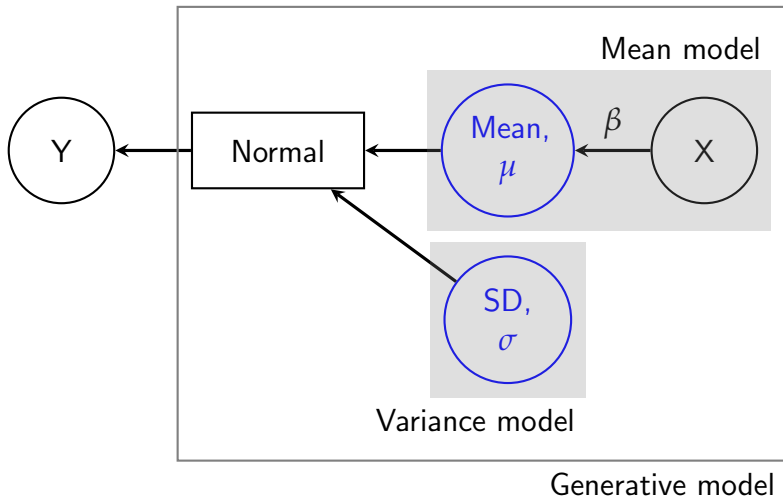 Mean model
Y
Normal
Mean,
μ
β
X
SD,
σ
Variance model
Generative model